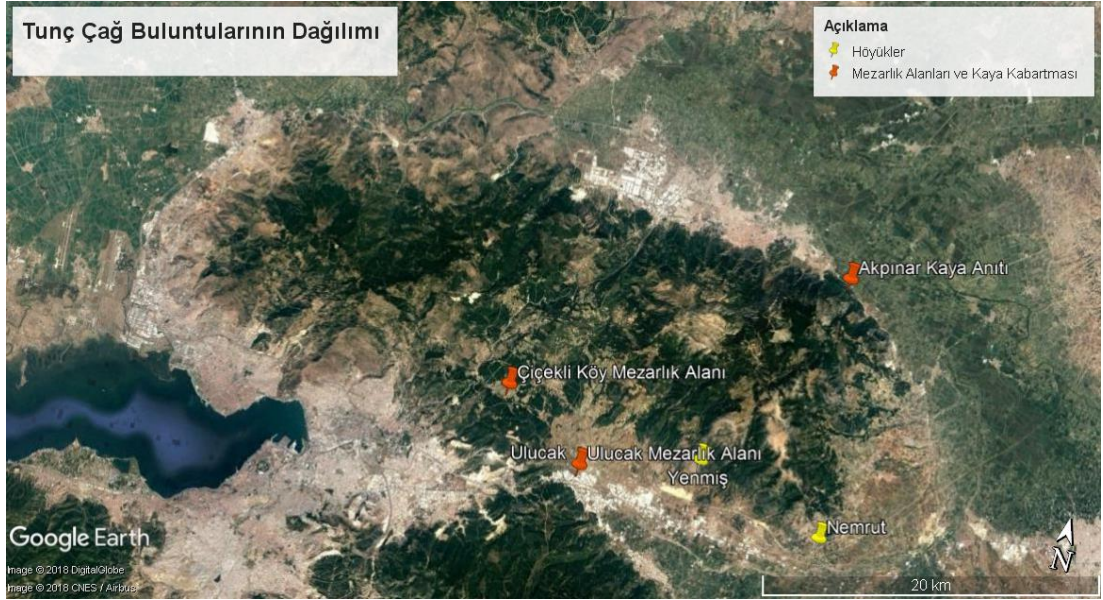 Tunç Çağ Buluntularının Dağılımı
Açıklama
Höyükler
Mezarlık Alanları ve Kaya Kabartması
Akpınar Kaya Anıtı
Çiçekli Köy Mezarlık Alanı
Ulucak
Ulucak Mezarlık Alanı
Yenmiş
Nemrut
Google Earth
Image © 2018 DigitalGlobe
Image © 2018 CNES / Airbus
N
20 km